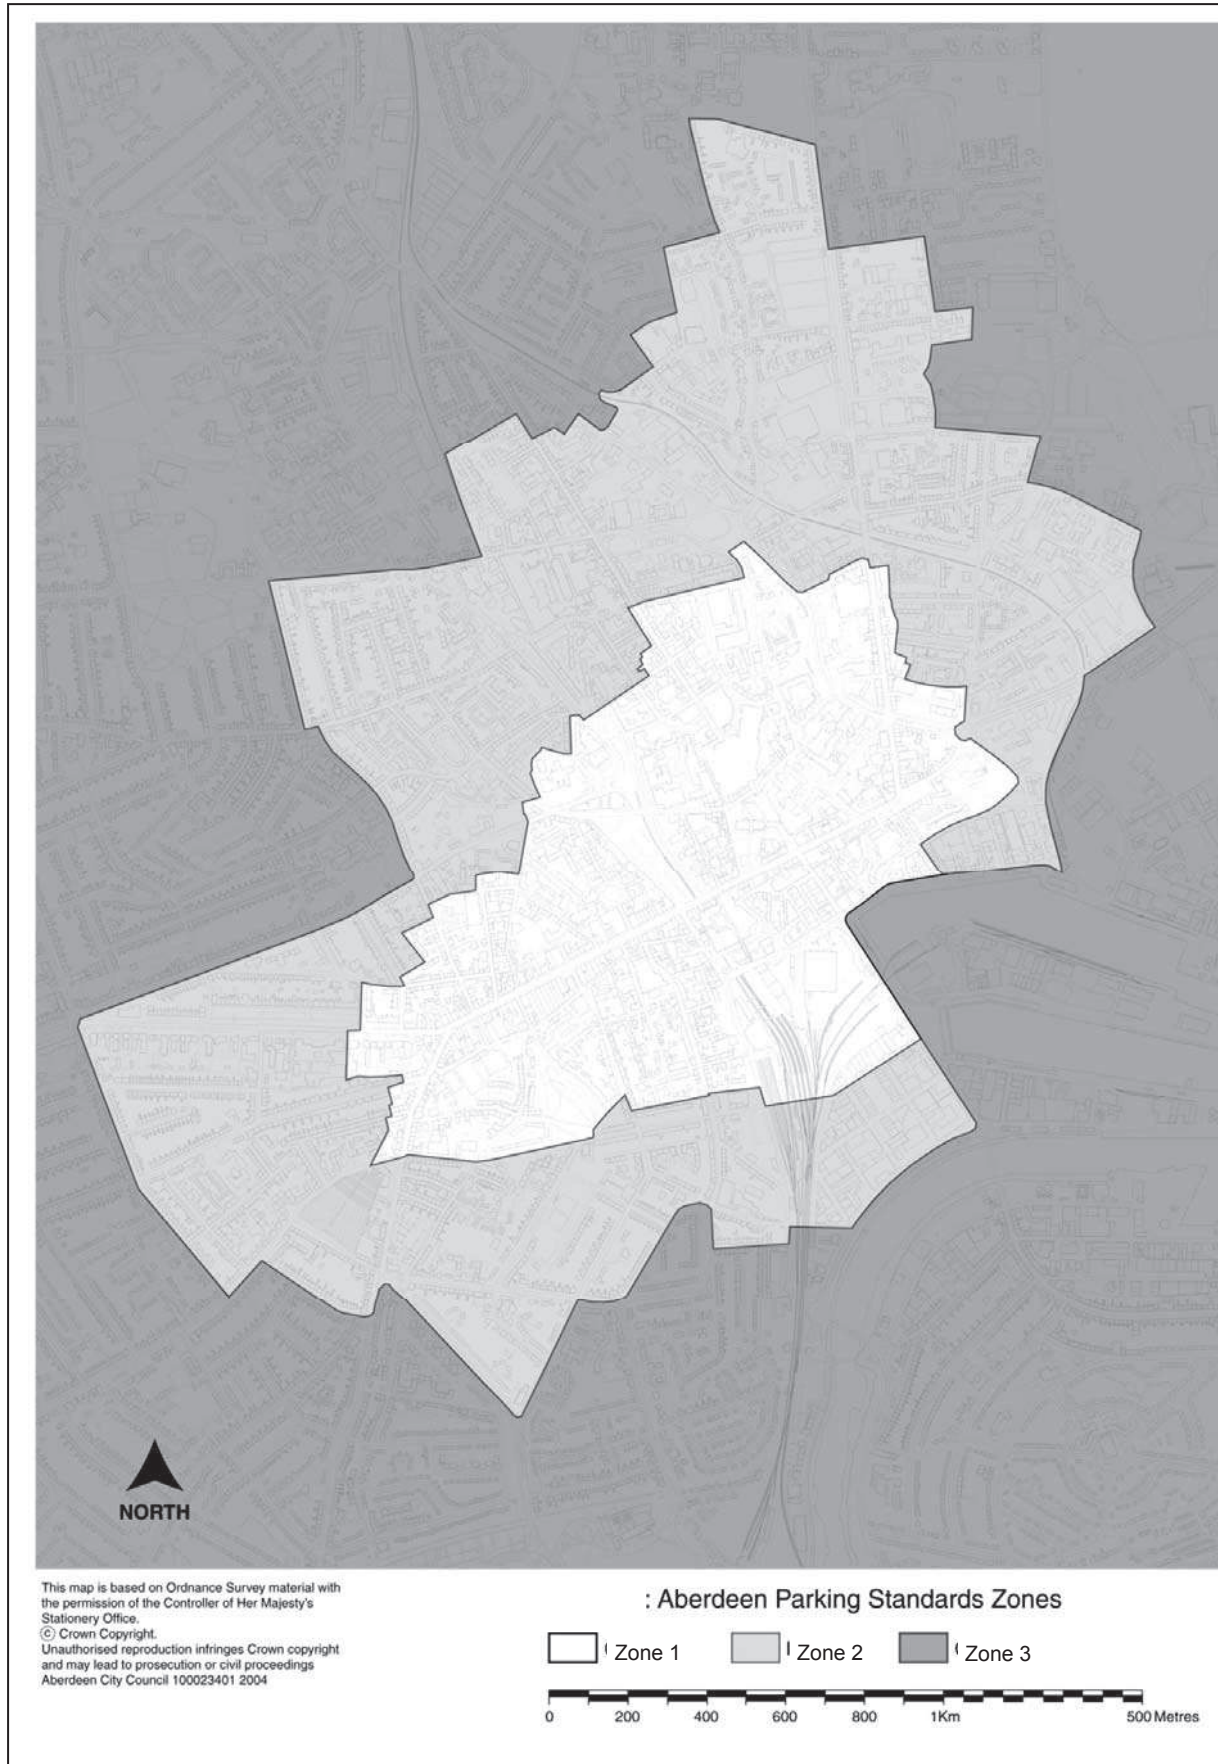 NORTH
This map is based on Ordnance Survey material with
the permission of the Controller of Her Majesty's
Stationery Office.
© Crown Copyright.
Unauthorised reproduction infringes Crown copyright
and may lead to prosecution or civil proceedings
Aberdeen City Council 100023401 2004
: Aberdeen Parking Standards Zones
Zone 1 Zone 2 Zone 3
0 200 400 600 800 1Km 500 Metres